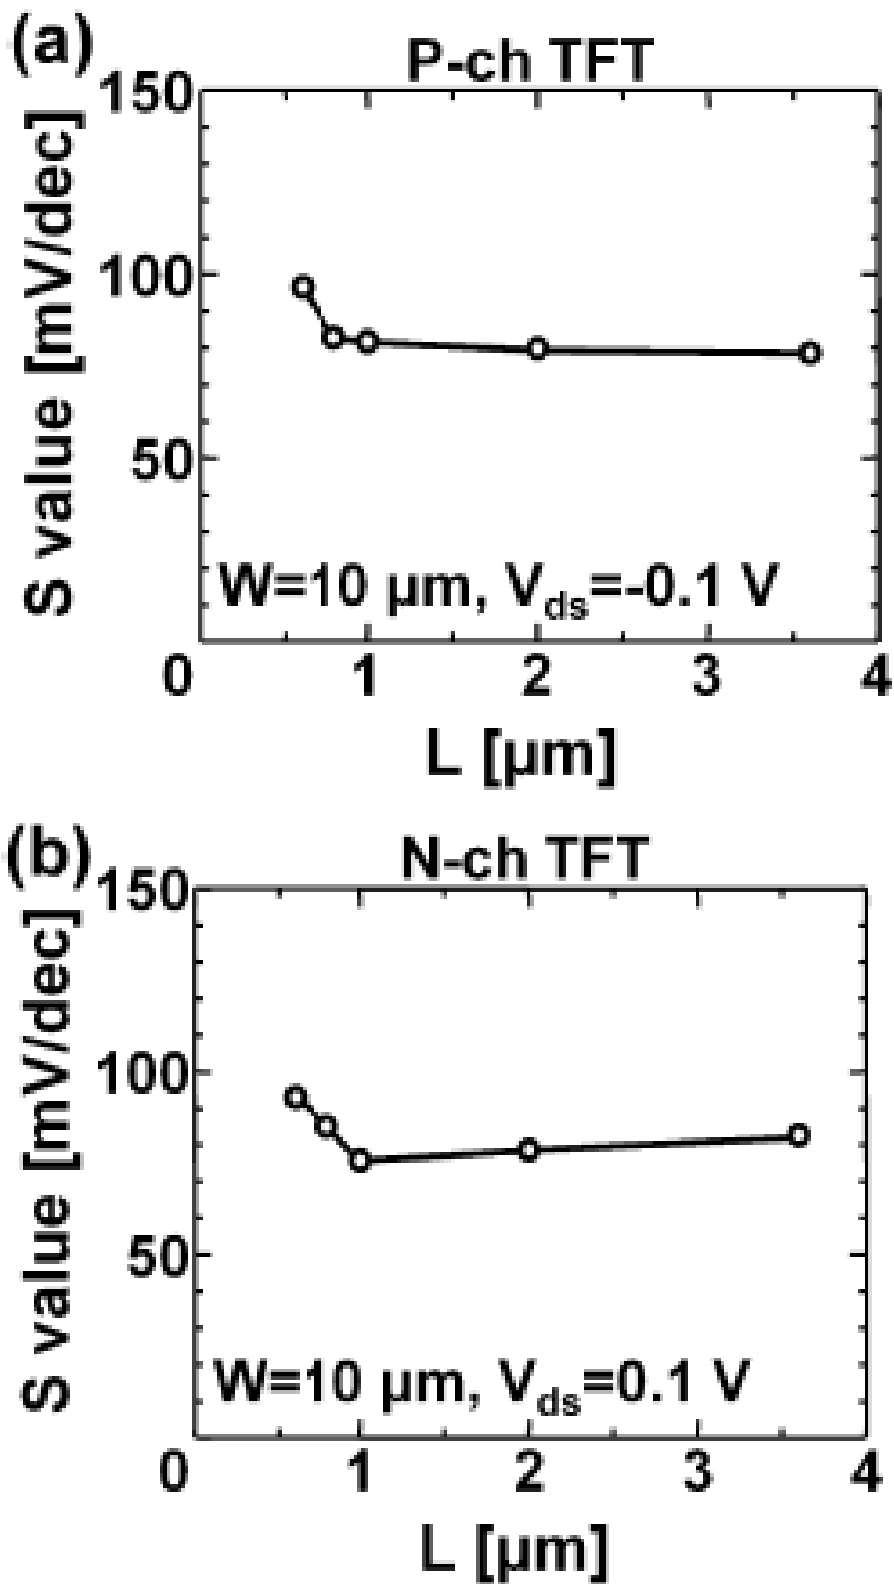 (a)
P-ch TFT
150
100
50
S value [mV/dec]
W=10 µm, Vds=-0.1 V
0 1 2 3 4
L [µm]
(b)
N-ch TFT
150
100
50
S value [mV/dec]
W=10 µm, Vds=0.1 V
0 1 2 3 4
L [µm]